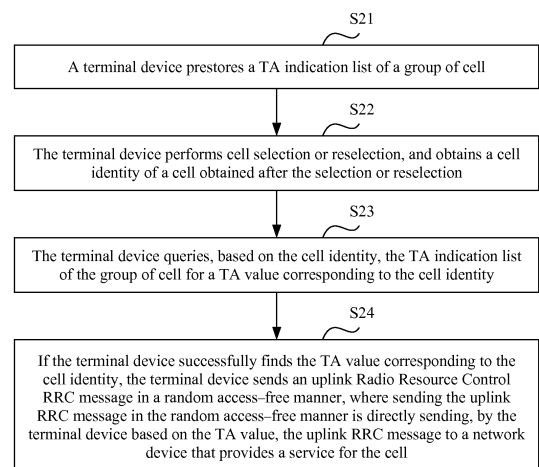 S21
A terminal device prestores a TA indication list of a group of cell
S22
The terminal device performs cell selection or reselection, and obtains a cell
identity of a cell obtained after the selection or reselection
S23
The terminal device queries, based on the cell identity, the TA indication list
of the group of cell for a TA value corresponding to the cell identity
S24
If the terminal device successfully finds the TA value corresponding to the
cell identity, the terminal device sends an uplink Radio Resource Control
RRC message in a random access–free manner, where sending the uplink
RRC message in the random access–free manner is directly sending, by
the terminal device based on the TA value, the uplink RRC message to a network
device that provides a service for the cell